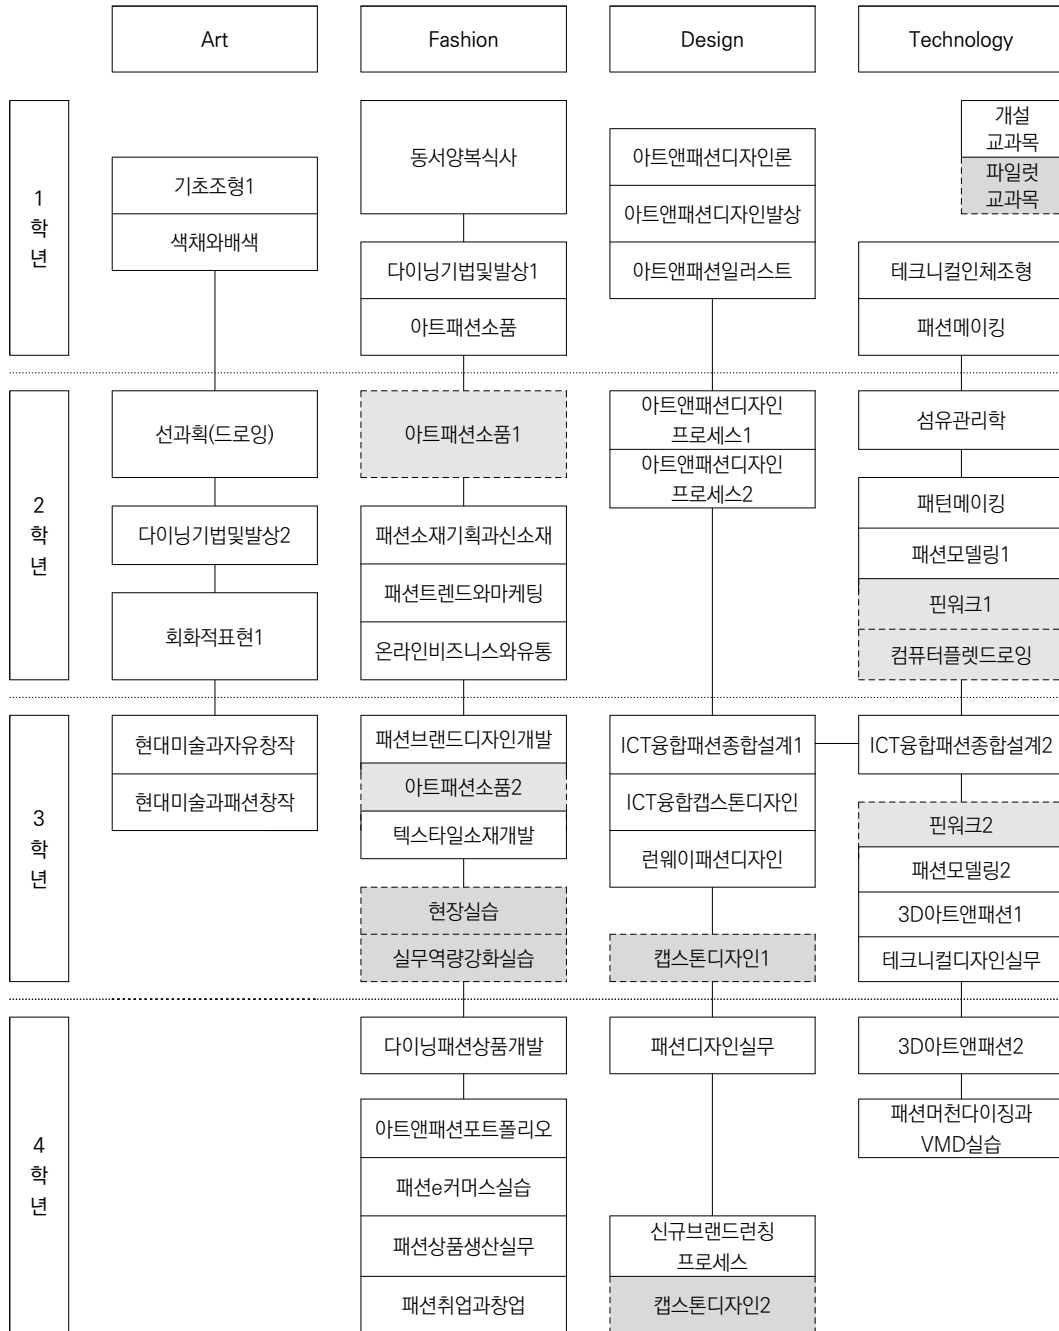 Art
Fashion
Design
Technology
1
학
년
기초조형1
색채와배색
동서양복식사
다이닝기법및발상1
아트패션소품
아트앤패션디자인론
아트앤패션디자인발상
아트앤패션일러스트
개설
교과목
파일럿
교과목
테크니컬인체조형
패션메이킹
2
학
년
선과획(드로잉)
다이닝기법및발상2
회화적표현1
아트패션소품1
패션소재기획과신소재
패션트렌드와마케팅
온라인비즈니스와유통
아트앤패션디자인
프로세스1
아트앤패션디자인
프로세스2
섬유관리학
패턴메이킹
패션모델링1
핀워크1
컴퓨터플렛드로잉
3
학
년
현대미술과자유창작
현대미술과패션창작
패션브랜드디자인개발
아트패션소품2
텍스타일소재개발
현장실습
실무역량강화실습
ICT융합패션종합설계1
ICT융합캡스톤디자인
런웨이패션디자인
캡스톤디자인1
ICT융합패션종합설계2
핀워크2
패션모델링2
3D아트앤패션1
테크니컬디자인실무
4
학
년
다이닝패션상품개발
아트앤패션포트폴리오
패션e커머스실습
패션상품생산실무
패션취업과창업
패션디자인실무
신규브랜드런칭
프로세스
캡스톤디자인2
3D아트앤패션2
패션머천다이징과
VMD실습